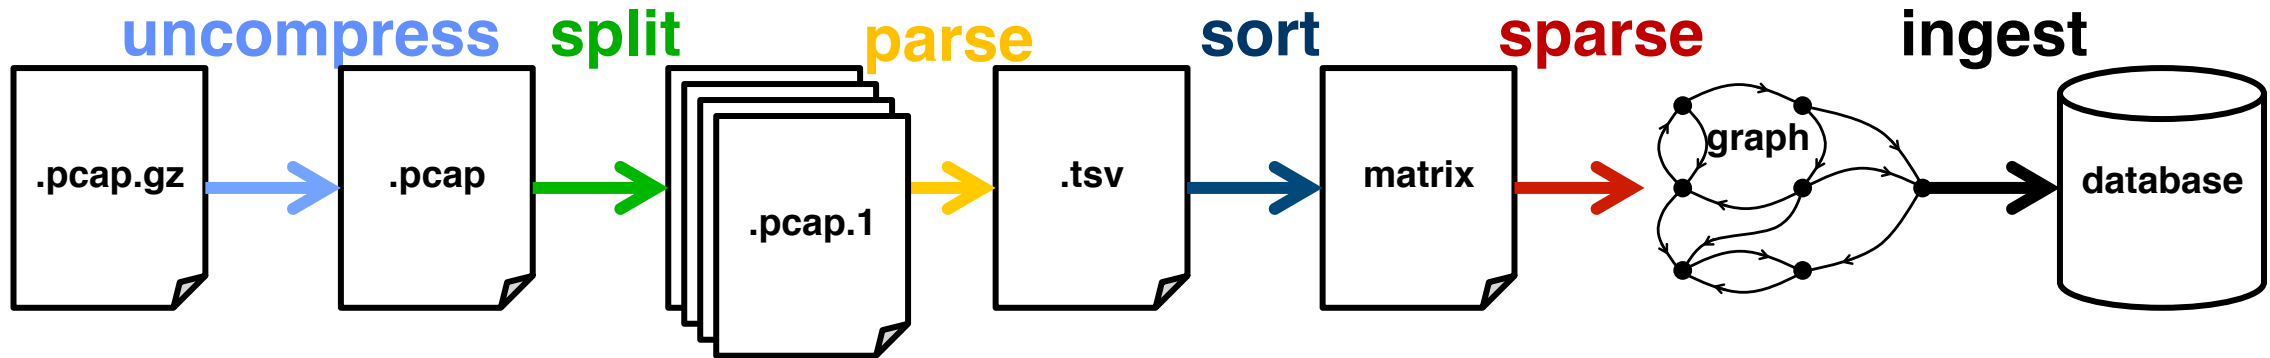 uncompress
split
parse
sort
sparse
ingest
.pcap.gz
.pcap
.pcap.1
.tsv
matrix
graph
database